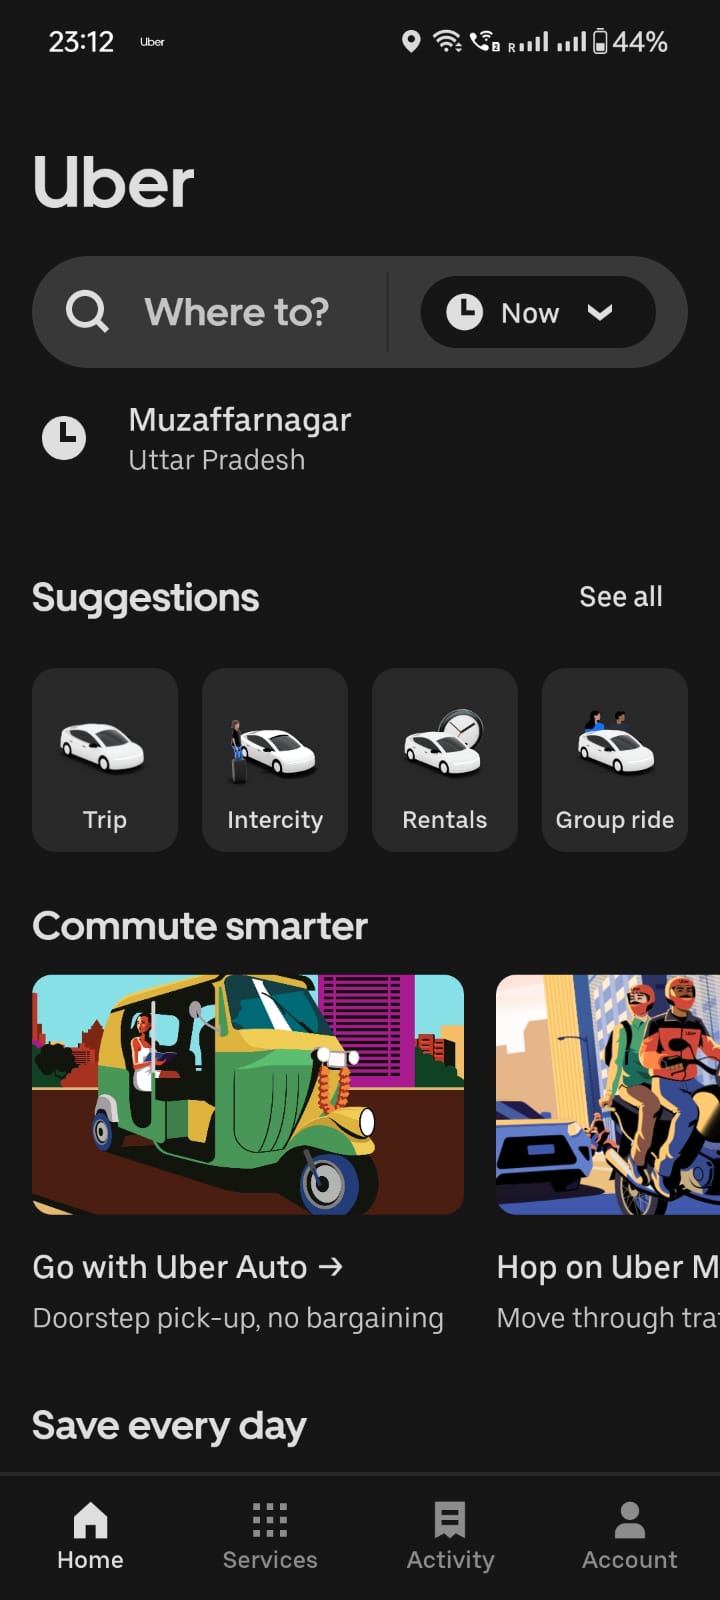 23:12 Uber R 2 44%
Uber
Where to? Now
Muzaffarnagar
Uttar Pradesh
Suggestions See all
Trip Intercity Rentals Group ride
Commute smarter
Go with Uber Auto → Hop on Uber M
Doorstep pick-up, no bargaining Move through tra
Save every day
Home Services Activity Account